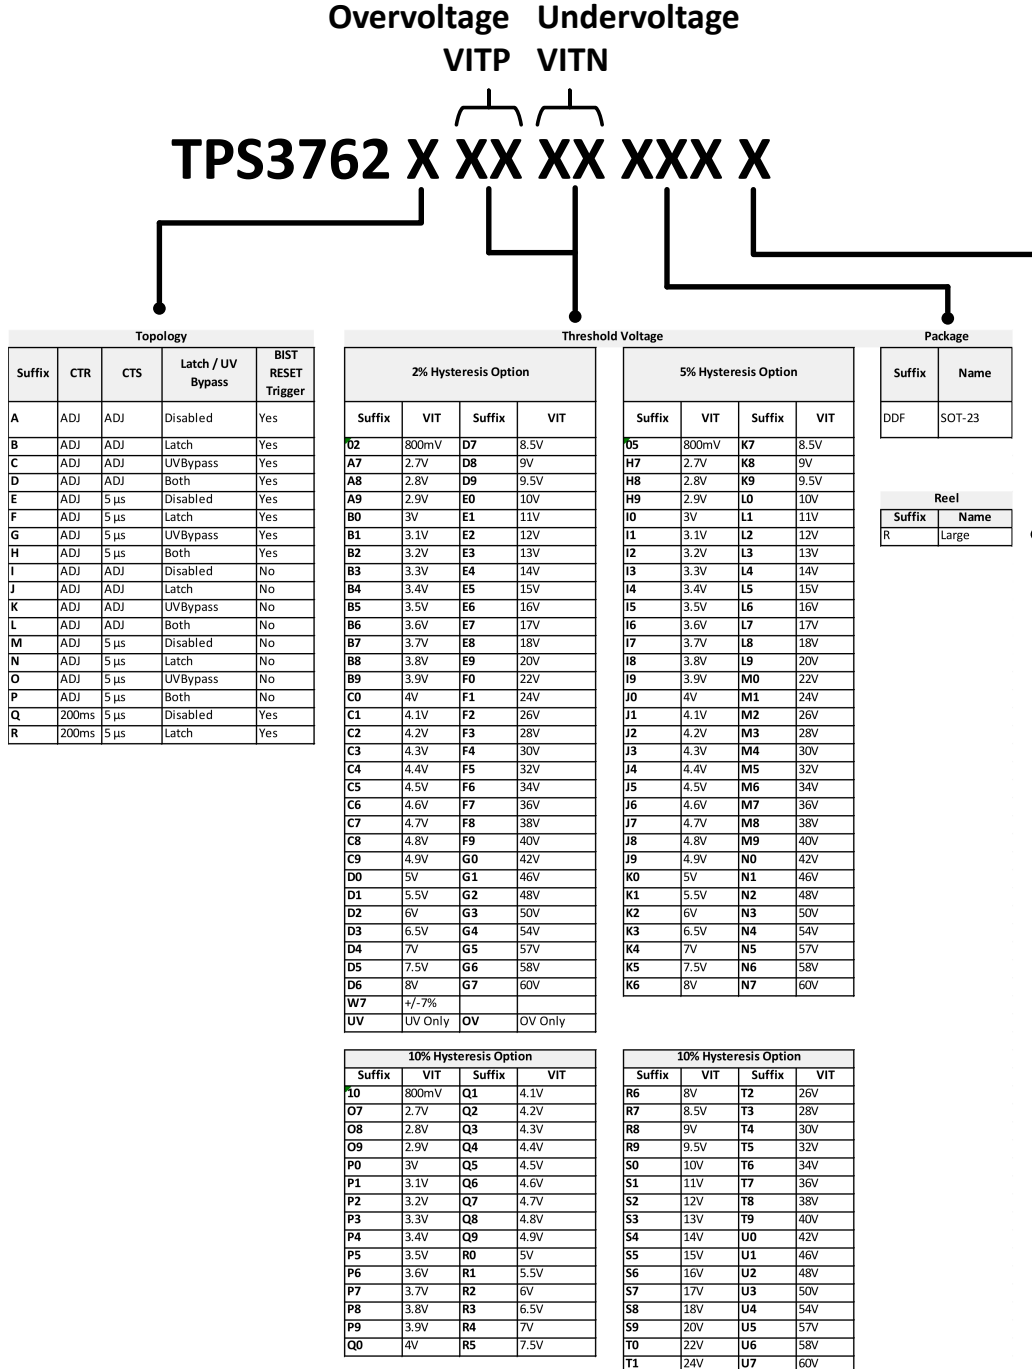 Overvoltage Undervoltage
VITP VITN
TPS3762 X XX XX XXX X
Topology
Suffix CTR CTS Latch / UV Bypass BIST RESET Trigger
A ADJ ADJ Disabled Yes
B ADJ ADJ Latch Yes
C ADJ ADJ UVBypass Yes
D ADJ ADJ Both Yes
E ADJ 5 µs Disabled Yes
F ADJ 5 µs Latch Yes
G ADJ 5 µs UVBypass Yes
H ADJ 5 µs Both Yes
I ADJ ADJ Disabled No
J ADJ ADJ Latch No
K ADJ ADJ UVBypass No
L ADJ ADJ Both No
M ADJ 5 µs Disabled No
N ADJ 5 µs Latch No
O ADJ 5 µs UVBypass No
P ADJ 5 µs Both No
Q 200ms 5 µs Disabled Yes
R 200ms 5 µs Latch Yes
Threshold Voltage
2% Hysteresis Option
Suffix VIT Suffix VIT
02 800mV D7 8.5V
A7 2.7V D8 9V
A8 2.8V D9 9.5V
A9 2.9V E0 10V
B0 3V E1 11V
B1 3.1V E2 12V
B2 3.2V E3 13V
B3 3.3V E4 14V
B4 3.4V E5 15V
B5 3.5V E6 16V
B6 3.6V E7 17V
B7 3.7V E8 18V
B8 3.8V E9 20V
B9 3.9V F0 22V
C0 4V F1 24V
C1 4.1V F2 26V
C2 4.2V F3 28V
C3 4.3V F4 30V
C4 4.4V F5 32V
C5 4.5V F6 34V
C6 4.6V F7 36V
C7 4.7V F8 38V
C8 4.8V F9 40V
C9 4.9V G0 42V
D0 5V G1 46V
D1 5.5V G2 48V
D2 6V G3 50V
D3 6.5V G4 54V
D4 7V G5 57V
D5 7.5V G6 58V
D6 8V G7 60V
W7 +/-7%
UV UV Only OV OV Only
5% Hysteresis Option
Suffix VIT Suffix VIT
05 800mV K7 8.5V
H7 2.7V K8 9V
H8 2.8V K9 9.5V
H9 2.9V L0 10V
I0 3V L1 11V
I1 3.1V L2 12V
I2 3.2V L3 13V
I3 3.3V L4 14V
I4 3.4V L5 15V
I5 3.5V L6 16V
I6 3.6V L7 17V
I7 3.7V L8 18V
I8 3.8V L9 20V
I9 3.9V M0 22V
J0 4V M1 24V
J1 4.1V M2 26V
J2 4.2V M3 28V
J3 4.3V M4 30V
J4 4.4V M5 32V
J5 4.5V M6 34V
J6 4.6V M7 36V
J7 4.7V M8 38V
J8 4.8V M9 40V
J9 4.9V N0 42V
K0 5V N1 46V
K1 5.5V N2 48V
K2 6V N3 50V
K3 6.5V N4 54V
K4 7V N5 57V
K5 7.5V N6 58V
K6 8V N7 60V
Package
Suffix Name
DDF SOT-23
Reel
Suffix Name
R Large
10% Hysteresis Option
Suffix VIT Suffix VIT
10 800mV Q1 4.1V
O7 2.7V Q2 4.2V
O8 2.8V Q3 4.3V
O9 2.9V Q4 4.4V
P0 3V Q5 4.5V
P1 3.1V Q6 4.6V
P2 3.2V Q7 4.7V
P3 3.3V Q8 4.8V
P4 3.4V Q9 4.9V
P5 3.5V R0 5V
P6 3.6V R1 5.5V
P7 3.7V R2 6V
P8 3.8V R3 6.5V
P9 3.9V R4 7V
Q0 4V R5 7.5V
10% Hysteresis Option
Suffix VIT Suffix VIT
R6 8V T2 26V
R7 8.5V T3 28V
R8 9V T4 30V
R9 9.5V T5 32V
S0 10V T6 34V
S1 11V T7 36V
S2 12V T8 38V
S3 13V T9 40V
S4 14V U0 42V
S5 15V U1 46V
S6 16V U2 48V
S7 17V U3 50V
S8 18V U4 54V
S9 20V U5 57V
T0 22V U6 58V
T1 24V U7 60V